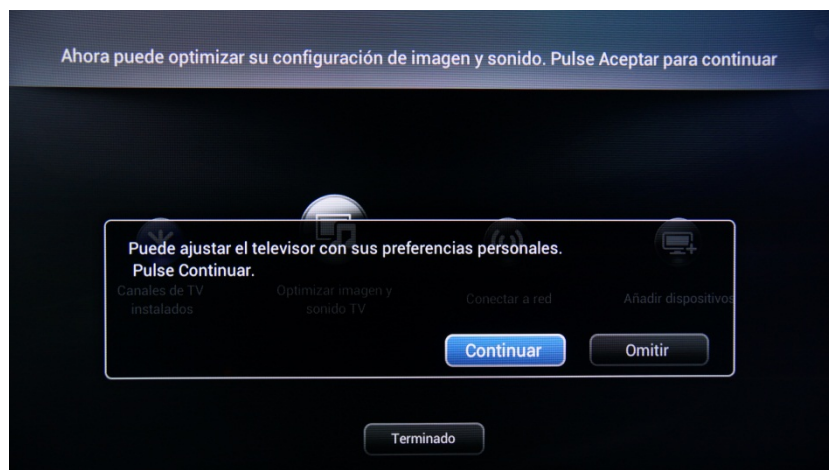 Ahora puede optimizar su configuración de imagen y sonido. Pulse Aceptar para continuar
Puede ajustar el televisor con sus preferencias personales.
Pulse Continuar.
Canales de TV
instalados
Optimizar imagen y
sonido TV
Conectar a red
Añadir dispositivos
Continuar
Omitir
Terminado